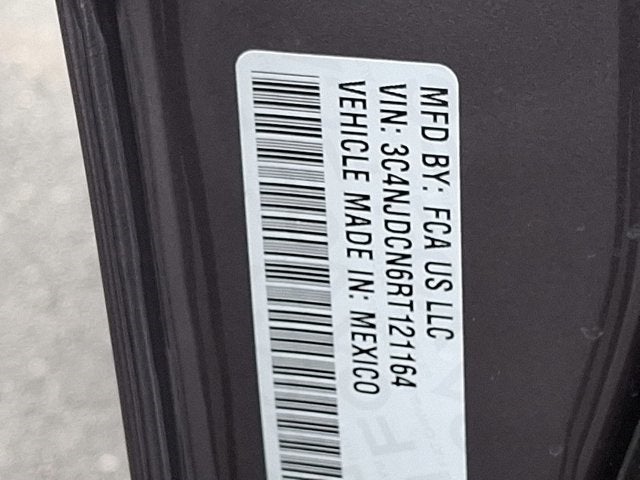 MFD BY: FCA US LLC
VIN: 3C4NJDCN6RT121164
VEHICLE MADE IN: MEXICO